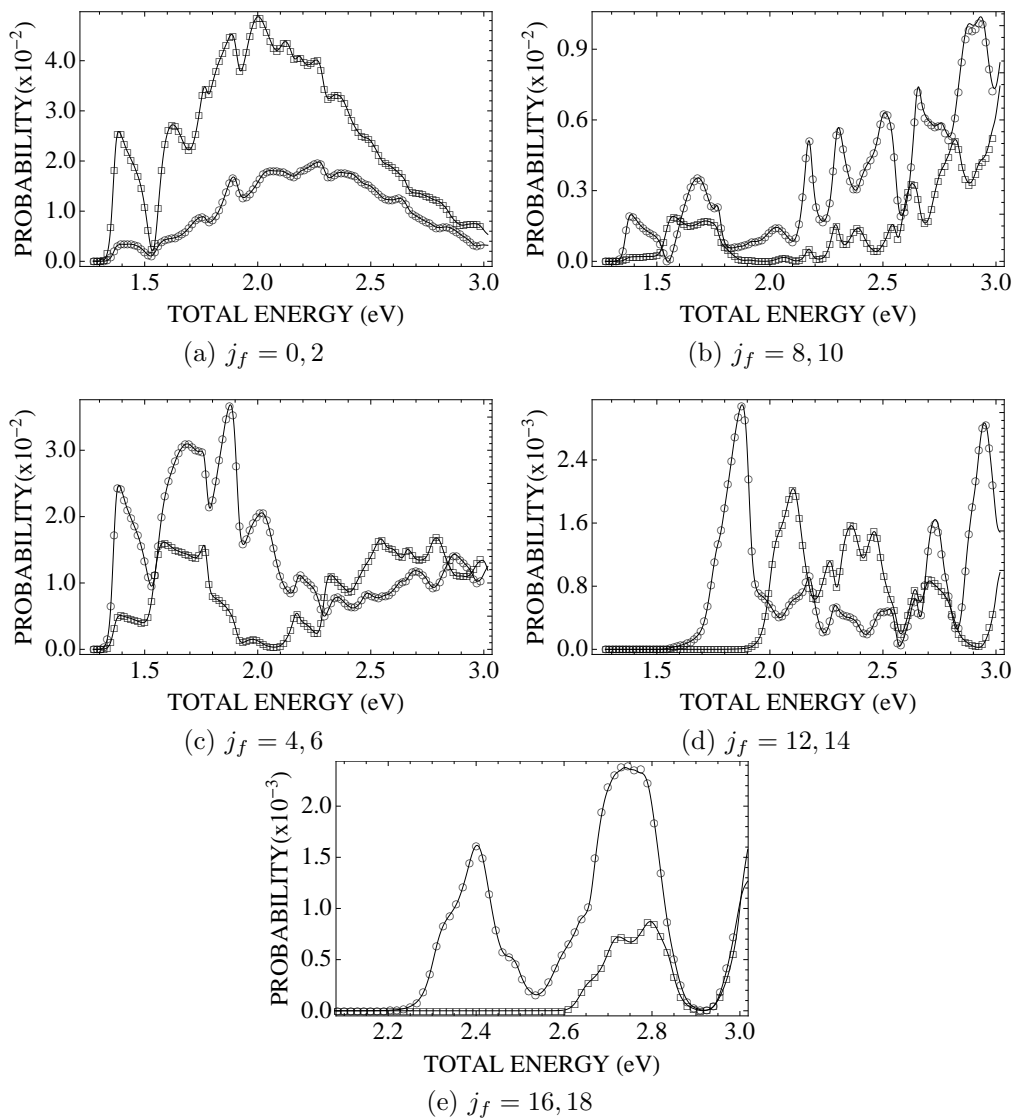 PROBABILITY(x10⁻²)
4.0
3.0
2.0
1.0
0.0
1.5 2.0 2.5 3.0
TOTAL ENERGY (eV)
(a) j_f = 0, 2
PROBABILITY(x10⁻²)
0.9
0.6
0.3
0.0
1.5 2.0 2.5 3.0
TOTAL ENERGY (eV)
(b) j_f = 8, 10
PROBABILITY(x10⁻²)
3.0
2.0
1.0
0.0
1.5 2.0 2.5 3.0
TOTAL ENERGY (eV)
(c) j_f = 4, 6
PROBABILITY(x10⁻³)
2.4
1.6
0.8
0.0
1.5 2.0 2.5 3.0
TOTAL ENERGY (eV)
(d) j_f = 12, 14
PROBABILITY(x10⁻³)
2.0
1.5
1.0
0.5
0.0
2.2 2.4 2.6 2.8 3.0
TOTAL ENERGY (eV)
(e) j_f = 16, 18